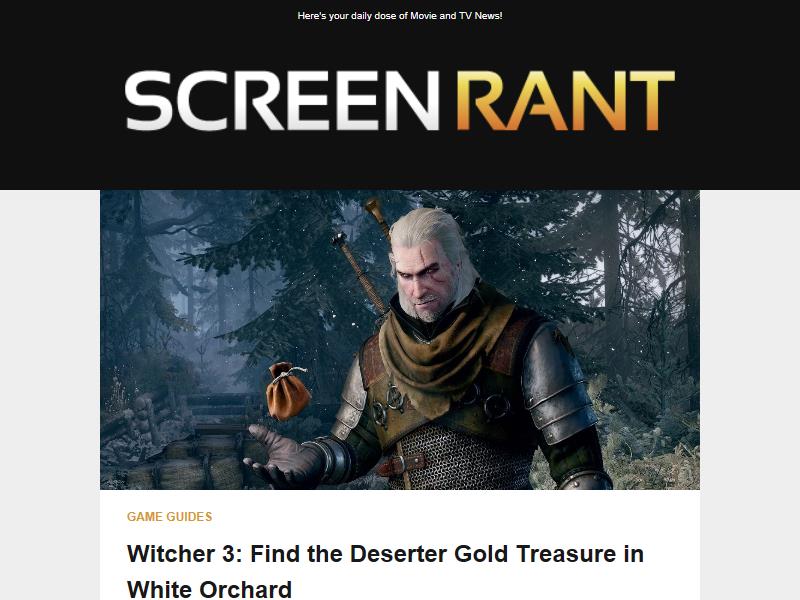 Here's your daily dose of Movie and TV News!
SCREEN RANT
GAME GUIDES
Witcher 3: Find the Deserter Gold Treasure in
White Orchard